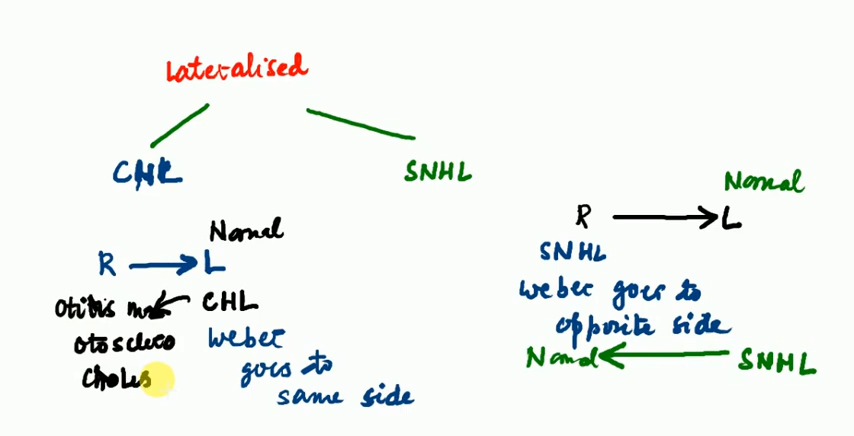 Lateralised
CHL SNHL
Normal
R → L
Otitis
CHL
otosclero
Choles
Weber
goes to
same side
Normal
R → L
SNHL
Weber goes to
opposite side
Normal ← SNHL